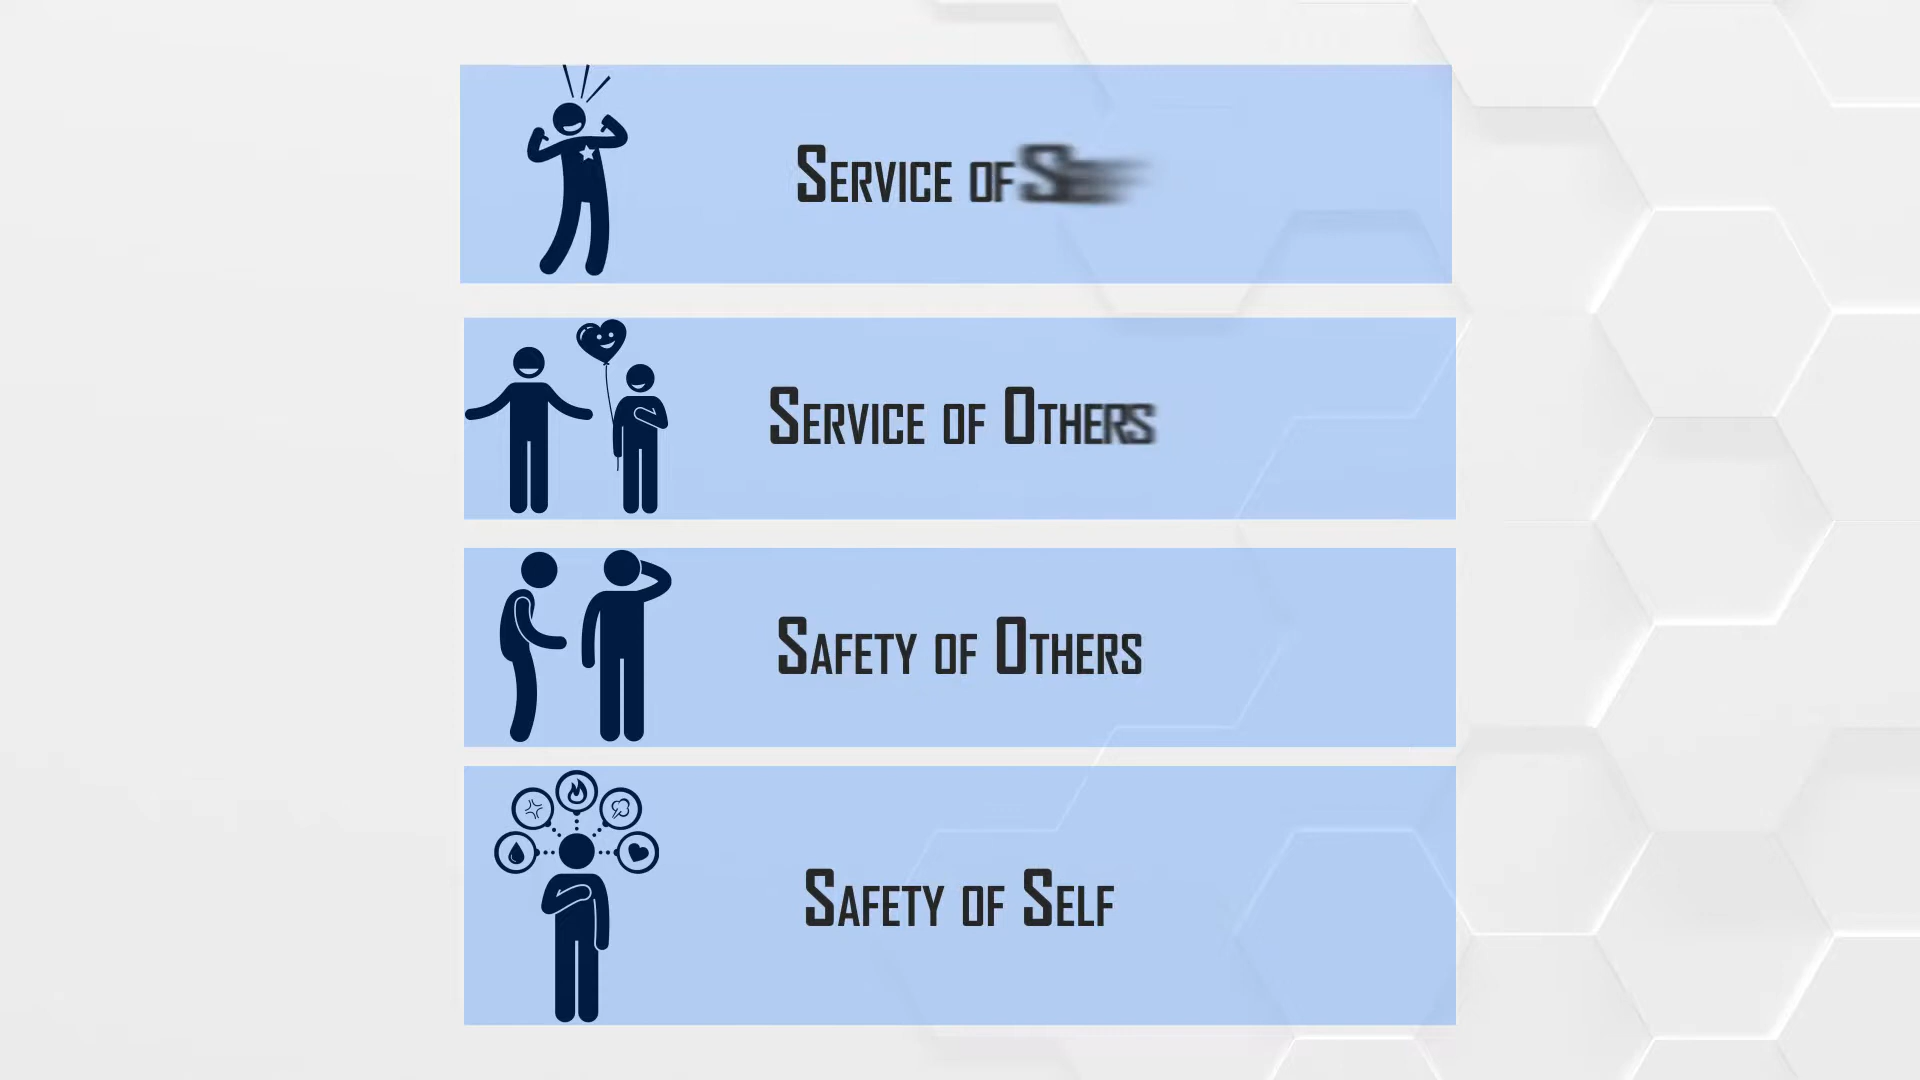 Service of
Service of Others
Safety of Others
Safety of Self